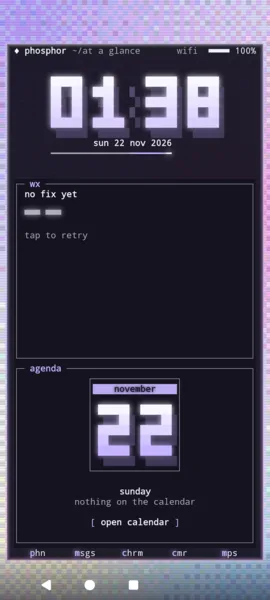 ♦ phosphor ~/at a glance wifi 100%
01:38
sun 22 nov 2026
wx
no fix yet
--
tap to retry
agenda
november
22
sunday
nothing on the calendar
[ open calendar ]
phn msgs chrm cmr mps